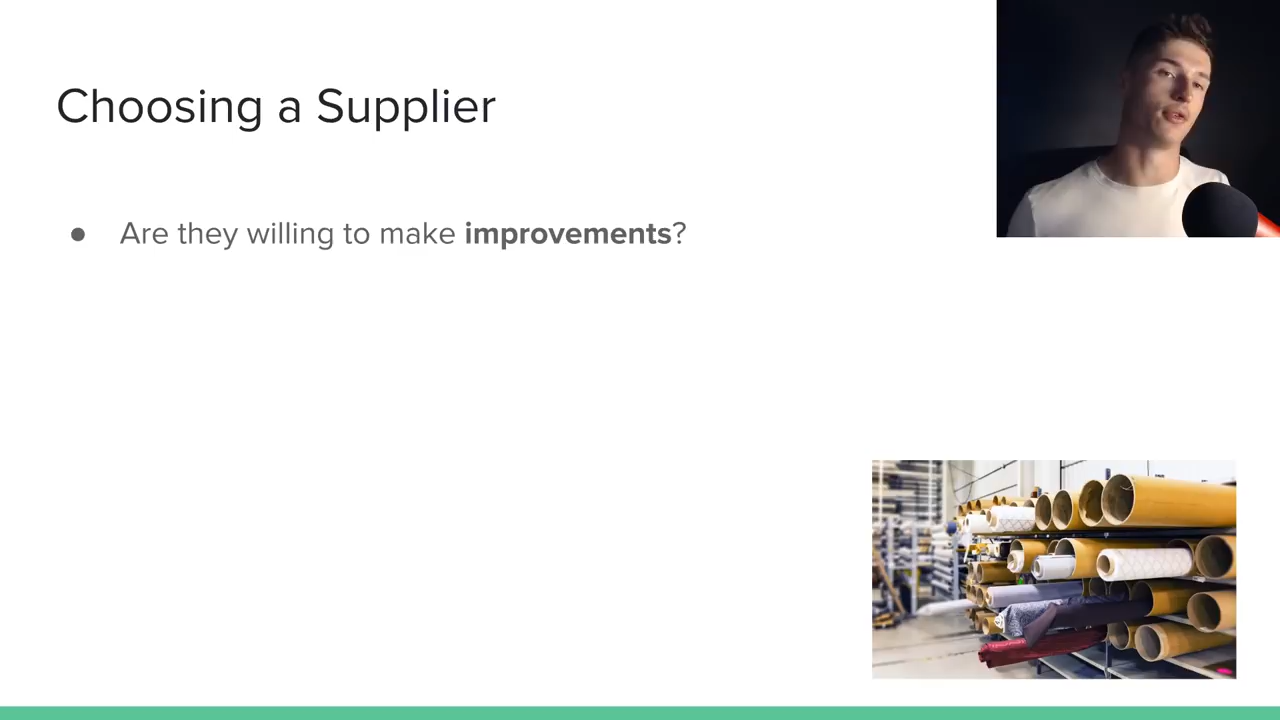 Choosing a Supplier
● Are they willing to make improvements?